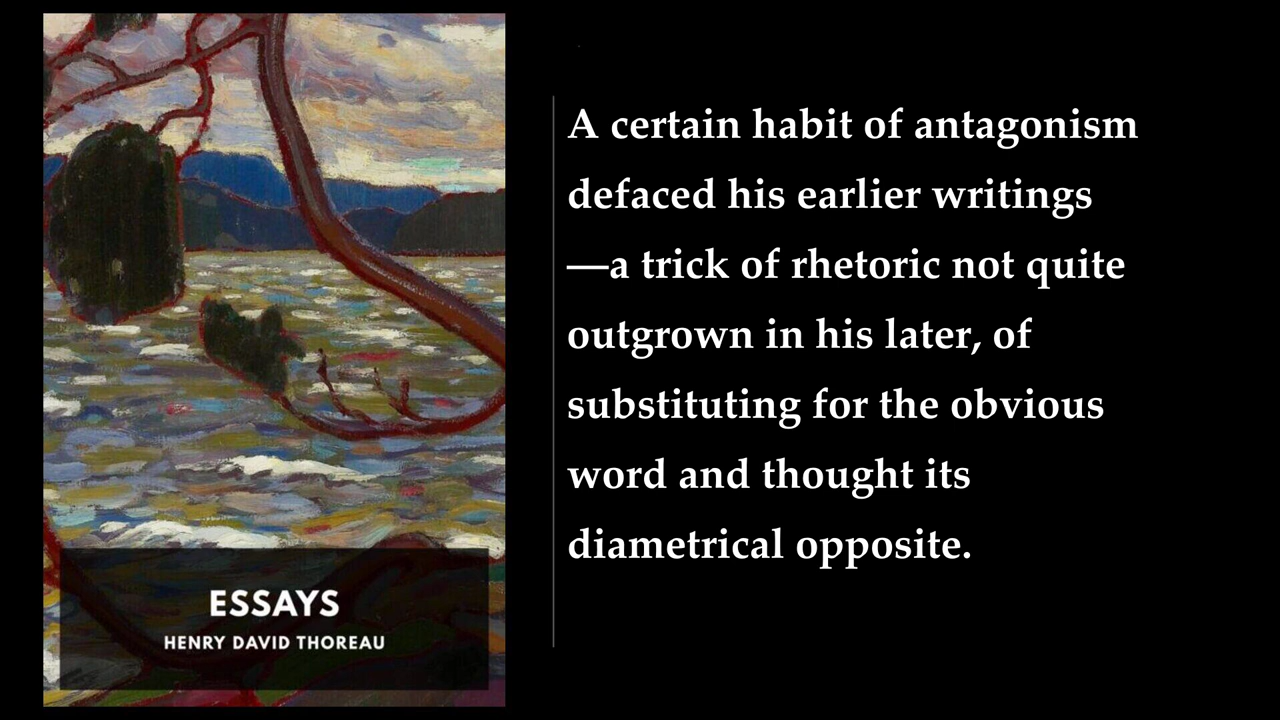 ESSAYS
HENRY DAVID THOREAU
A certain habit of antagonism
defaced his earlier writings
—a trick of rhetoric not quite
outgrown in his later, of
substituting for the obvious
word and thought its
diametrical opposite.